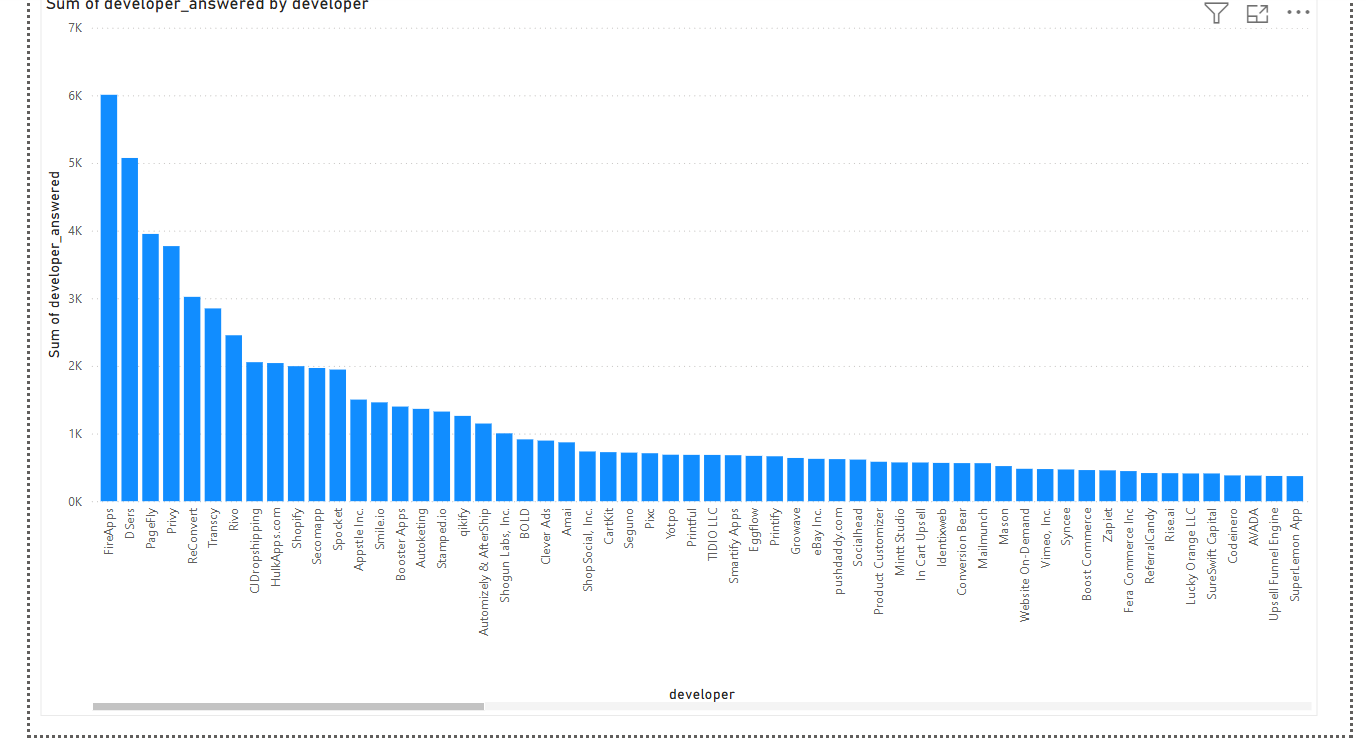 Sum of developer_answered by developer
7K
6K
5K
4K
3K
2K
1K
0K
Sum of developer_answered
FireApps
DSers
PageFly
Privy
ReConvert
Transcy
Rivo
CJDropshipping
HulkApps.com
Shopify
Secomapp
Spocket
Appstle Inc.
Smile.io
Booster Apps
Autoketing
Stamped.io
qikify
Automizely & AfterShip
Shogun Labs, Inc.
BOLD
Clever Ads
Amai
ShopSocial, Inc.
CartKit
Seguno
Pixc
Yotpo
Printful
TIDIO LLC
Smartify Apps
Eggflow
Printify
Growave
eBay Inc.
pushdaddy.com
Socialhead
Product Customizer
Mintt Studio
In Cart Upsell
Identixweb
Conversion Bear
Mailmunch
Mason
Website On-Demand
Vimeo, Inc.
Syncee
Boost Commerce
Zapiet
Fera Commerce Inc
ReferralCandy
Rise.ai
Lucky Orange LLC
SureSwift Capital
Codeinero
AVADA
Upsell Funnel Engine
SuperLemon App
developer